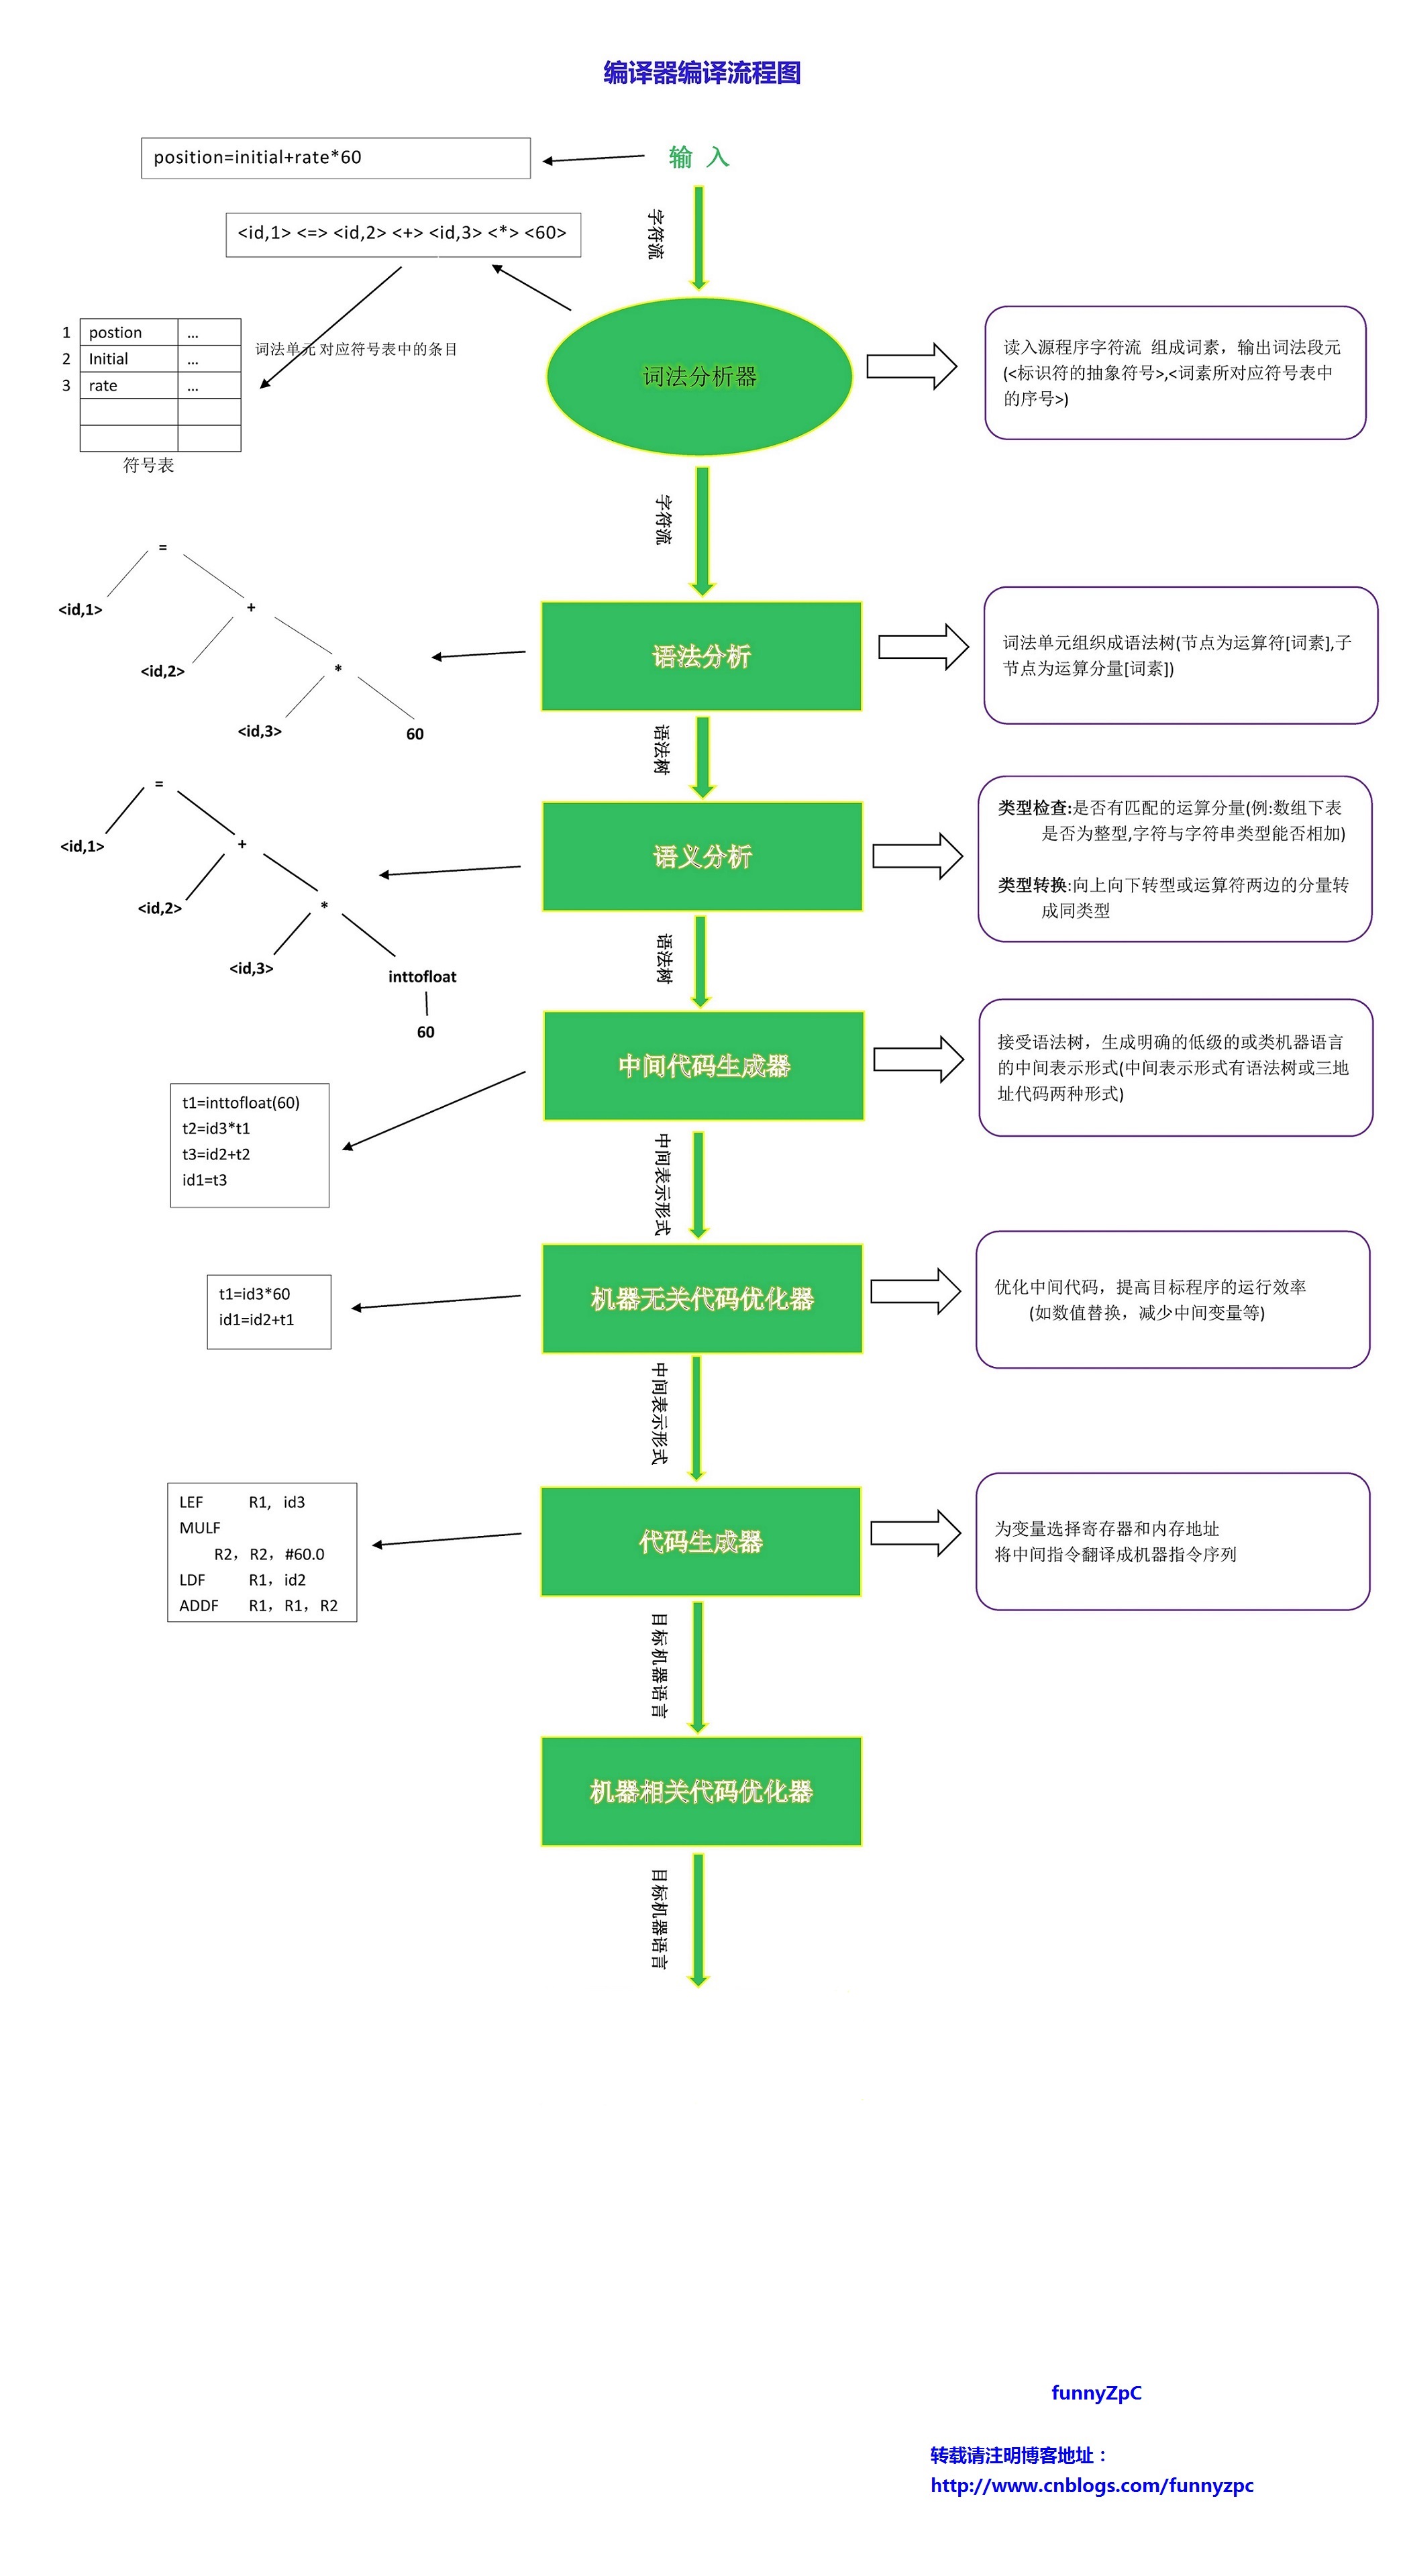 编译器编译流程图
输 入
position=initial+rate*60
字符流
<id,1> <=> <id,2> <+> <id,3> <*> <60>
1 postion ...
2 Initial ...
3 rate ...
符号表
词法单元 对应符号表中的条目
词法分析器
读入源程序字符流 组成词素，输出词法段元
(<标识符的抽象符号>,<词素所对应符号表中
的序号>)
字符流
=
<id,1>
+
<id,2>
*
<id,3>
60
语法分析
词法单元组织成语法树(节点为运算符[词素],子
节点为运算分量[词素])
语法树
=
<id,1>
+
<id,2>
*
<id,3>
inttofloat
60
语义分析
类型检查:是否有匹配的运算分量(例:数组下表
是否为整型,字符与字符串类型能否相加)
类型转换:向上向下转型或运算符两边的分量转
成同类型
语法树
中间代码生成器
接受语法树，生成明确的低级的或类机器语言
的中间表示形式(中间表示形式有语法树或三地
址代码两种形式)
t1=inttofloat(60)
t2=id3*t1
t3=id2+t2
id1=t3
中间表示形式
机器无关代码优化器
优化中间代码，提高目标程序的运行效率
(如数值替换，减少中间变量等)
t1=id3*60
id1=id2+t1
中间表示形式
代码生成器
为变量选择寄存器和内存地址
将中间指令翻译成机器指令序列
LEF R1, id3
MULF
R2，R2，#60.0
LDF R1，id2
ADDF R1，R1，R2
目标机器语言
机器相关代码优化器
目标机器语言
funnyZpC
转载请注明博客地址：
http://www.cnblogs.com/funnyzpc